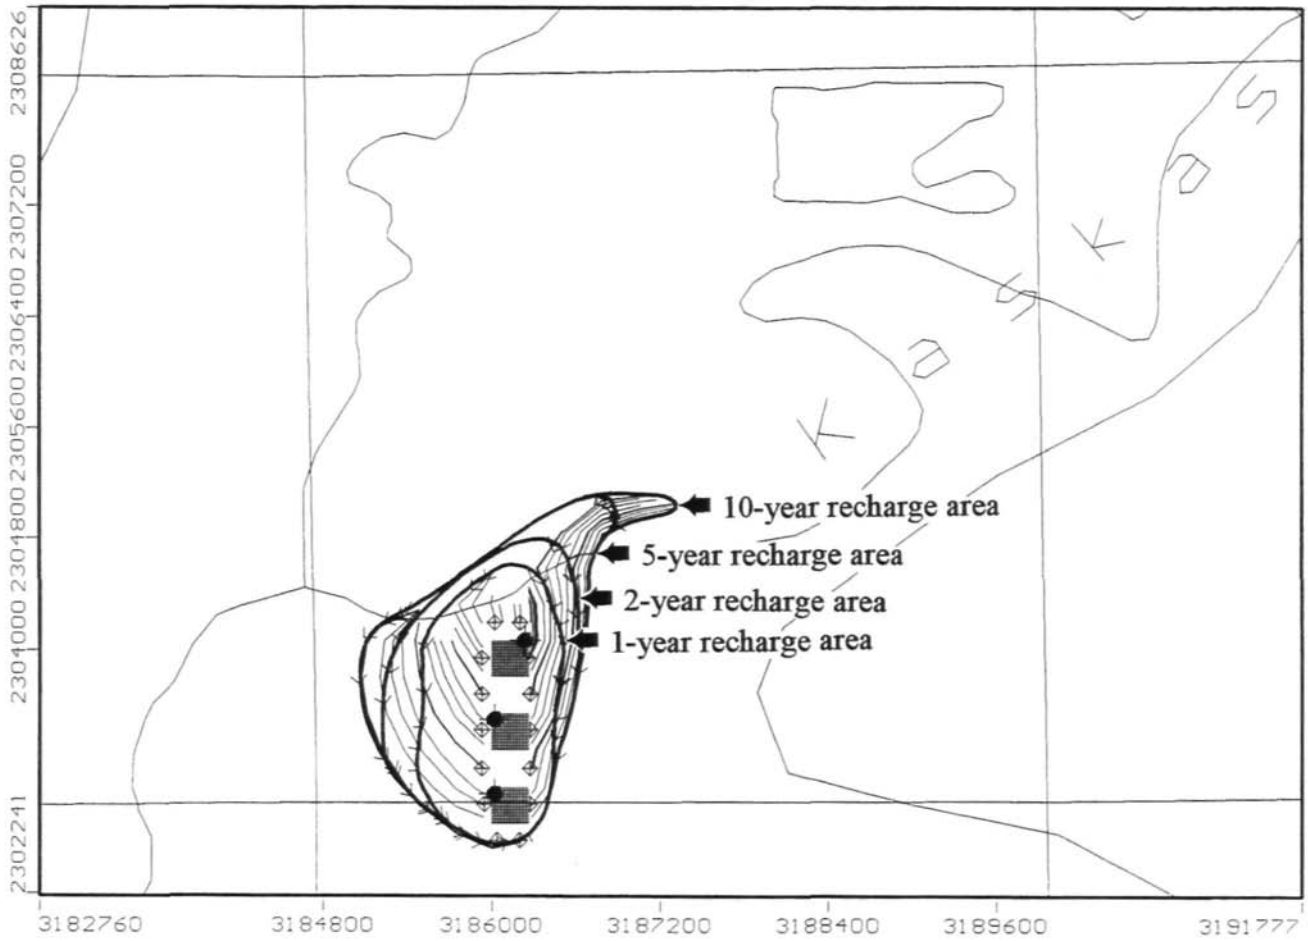 2308626
2307200
2306400
2305600
2304800
2304000
2302241
S
K
S
K
10-year recharge area
5-year recharge area
2-year recharge area
1-year recharge area
3182760 3184800 3186000 3187200 3188400 3189600 3191777